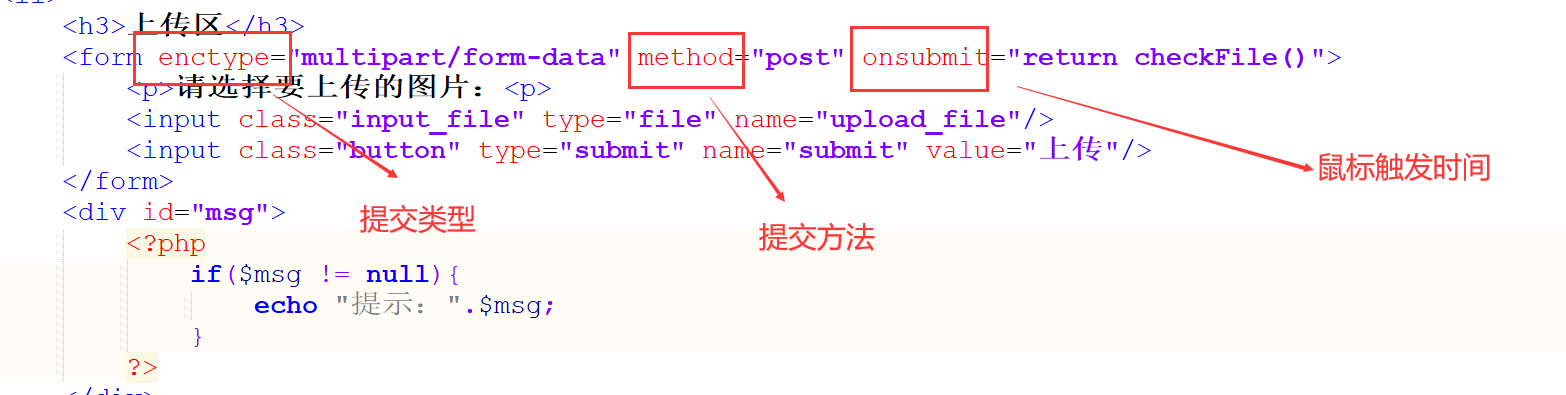 <h3>上传区</h3>
<form enctype="multipart/form-data" method="post" onsubmit="return checkFile()">
<p>请选择要上传的图片：<p>
<input class="input_file" type="file" name="upload_file"/>
<input class="button" type="submit" name="submit" value="上传"/>
鼠标触发时间
</form>
<div id="msg">
提交类型
提交方法
<?php
if($msg != null){
echo "提示：".$msg;
}
?>
</div>